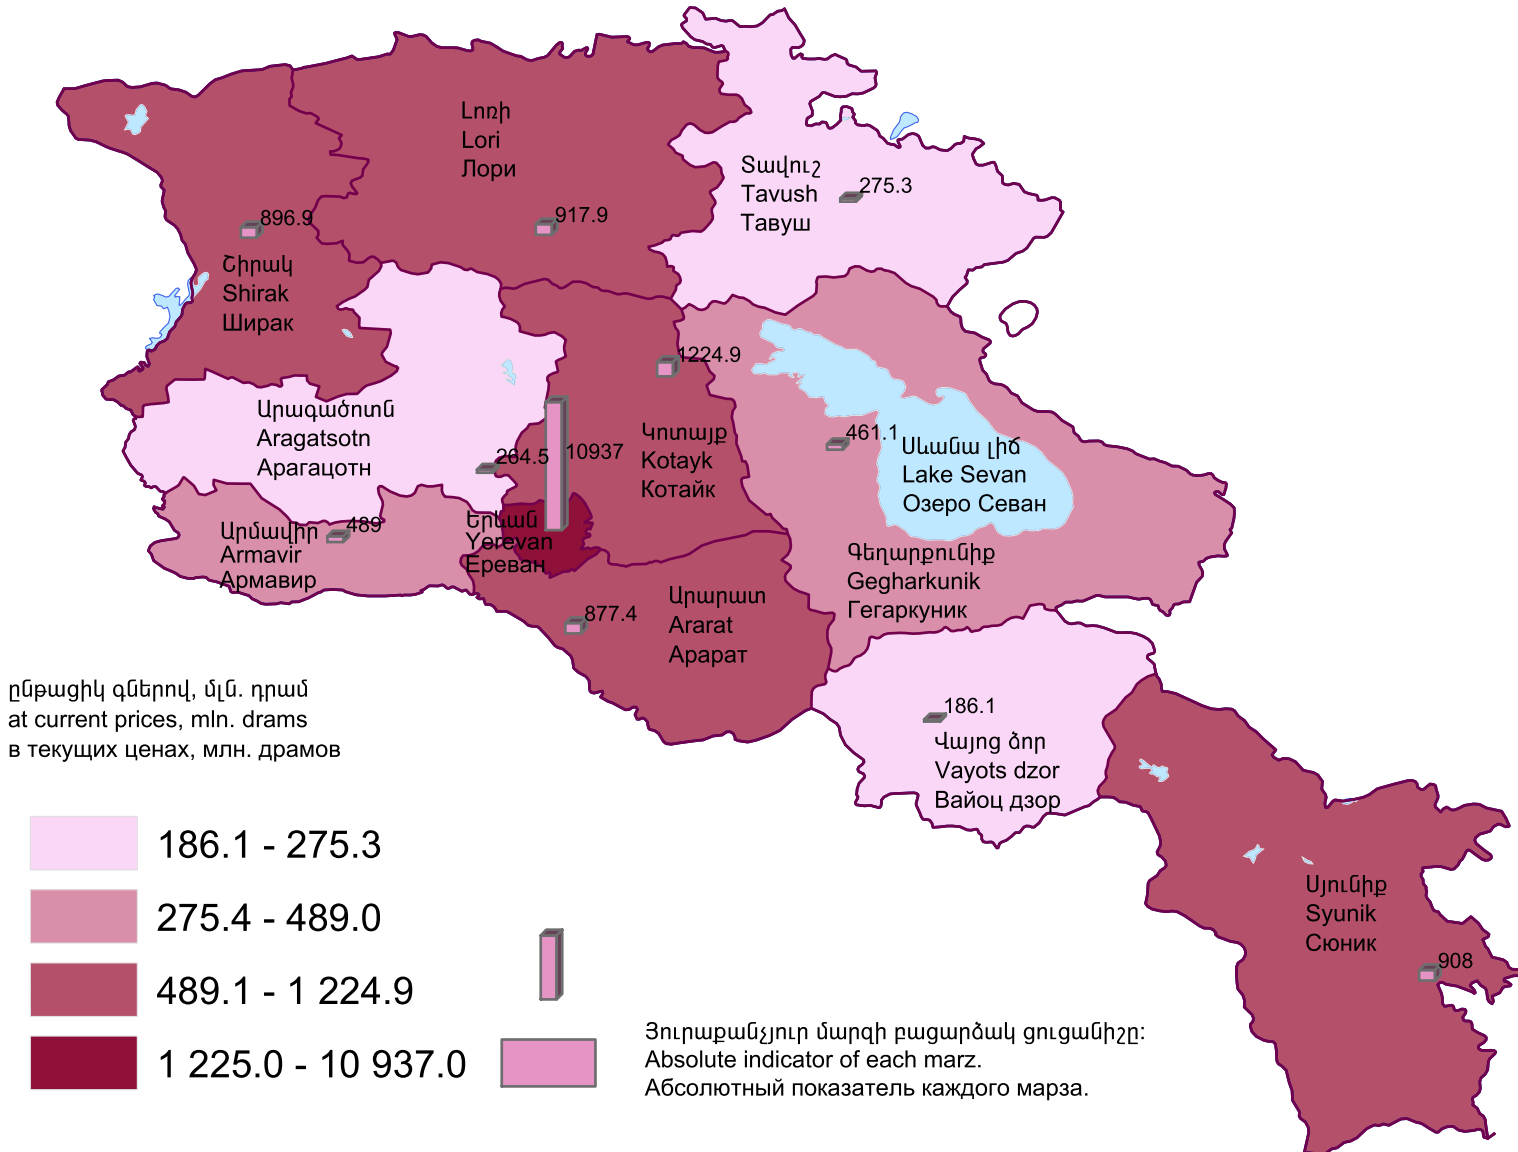 Լոռի
Lori
Лори
917.9
Տավուշ
Tavush
Тавуш
275.3
896.9
Շիրակ
Shirak
Ширак
1224.9
Կոտայք
Kotayk
Котайк
Արագածոտն
Aragatsotn
Арагацотн
264.5
10937
461.1
Սևանա լիճ
Lake Sevan
Озеро Севан
Արմավիր
Armavir
Армавир
489
Երևան
Yerevan
Ереван
Գեղարքունիք
Gegharkunik
Гегаркуник
877.4
Արարատ
Ararat
Арарат
186.1
Վայոց ձոր
Vayots dzor
Вайоц дзор
Սյունիք
Syunik
Сюник
908
ընթացիկ գներով, մլն. դրամ
at current prices, mln. drams
в текущих ценах, млн. драмов
186.1 - 275.3
275.4 - 489.0
489.1 - 1 224.9
1 225.0 - 10 937.0
Յուրաքանչյուր մարզի բացարձակ ցուցանիշը:
Absolute indicator of each marz.
Абсолютный показатель каждого марза.